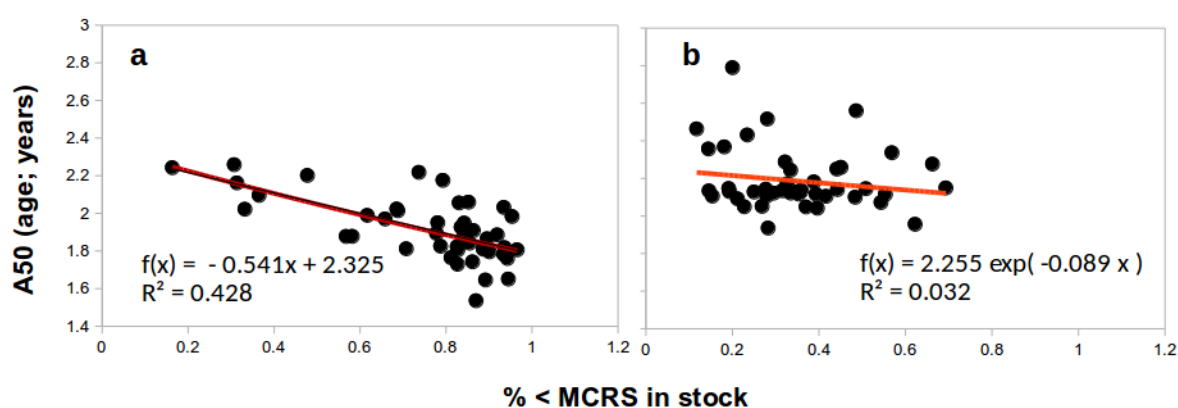 a
b
A50 (age; years)
3
2.8
2.6
2.4
2.2
2
1.8
1.6
1.4
f(x) = - 0.541x + 2.325
R² = 0.428
f(x) = 2.255 exp( -0.089 x )
R² = 0.032
0 0.2 0.4 0.6 0.8 1 1.2
0 0.2 0.4 0.6 0.8 1 1.2
% < MCRS in stock